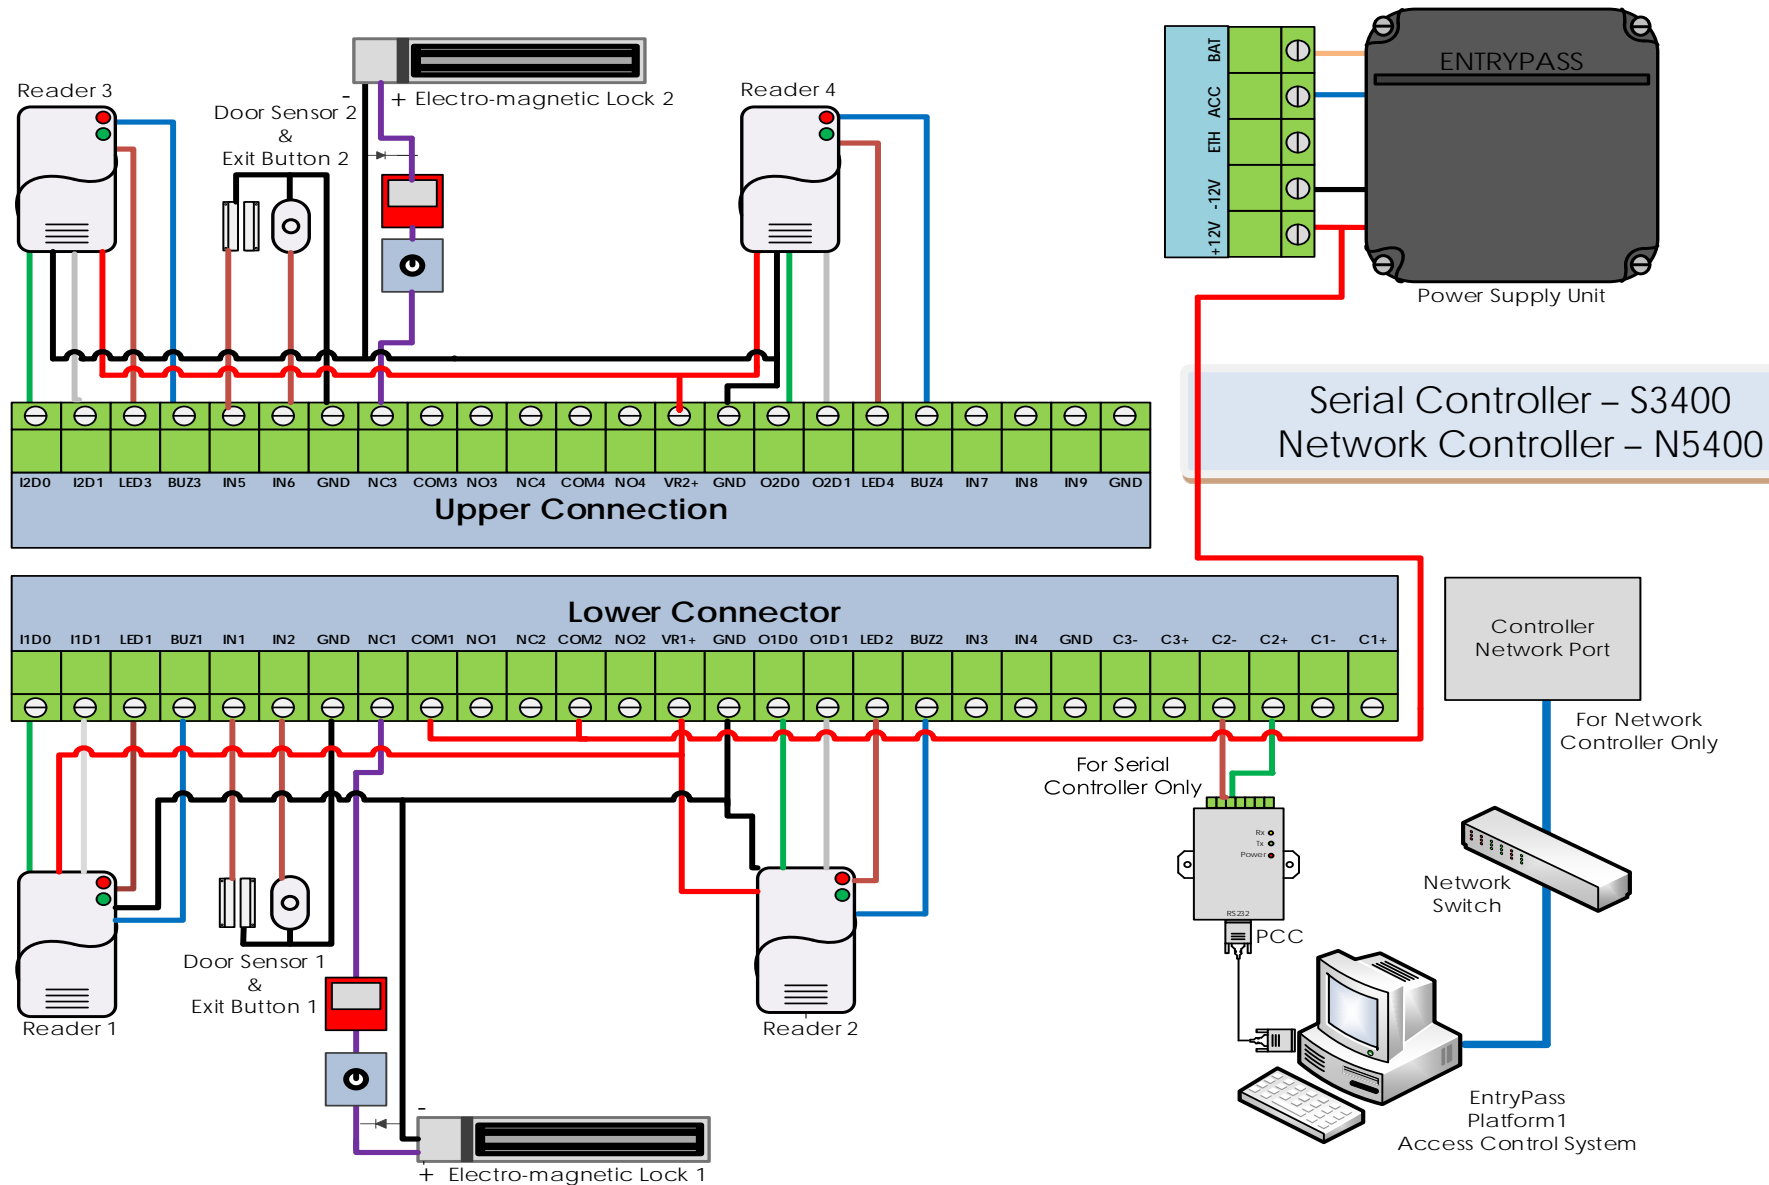 Reader 3
Door Sensor 2
&
Exit Button 2
-
+ Electro-magnetic Lock 2
Reader 4
BAT
ACC
ETH
-12V
+12V
ENTRYPASS
Power Supply Unit
Serial Controller – S3400
Network Controller – N5400
I2D0 I2D1 LED3 BUZ3 IN5 IN6 GND NC3 COM3 NO3 NC4 COM4 NO4 VR2+ GND O2D0 O2D1 LED4 BUZ4 IN7 IN8 IN9 GND
Upper Connection
Lower Connector
I1D0 I1D1 LED1 BUZ1 IN1 IN2 GND NC1 COM1 NO1 NC2 COM2 NO2 VR1+ GND O1D0 O1D1 LED2 BUZ2 IN3 IN4 GND C3- C3+ C2- C2+ C1- C1+
Controller
Network Port
For Network
Controller Only
For Serial
Controller Only
Rx
Tx
Power
RS232
PCC
Network
Switch
Door Sensor 1
&
Exit Button 1
Reader 1
Reader 2
-
+ Electro-magnetic Lock 1
EntryPass
Platform1
Access Control System